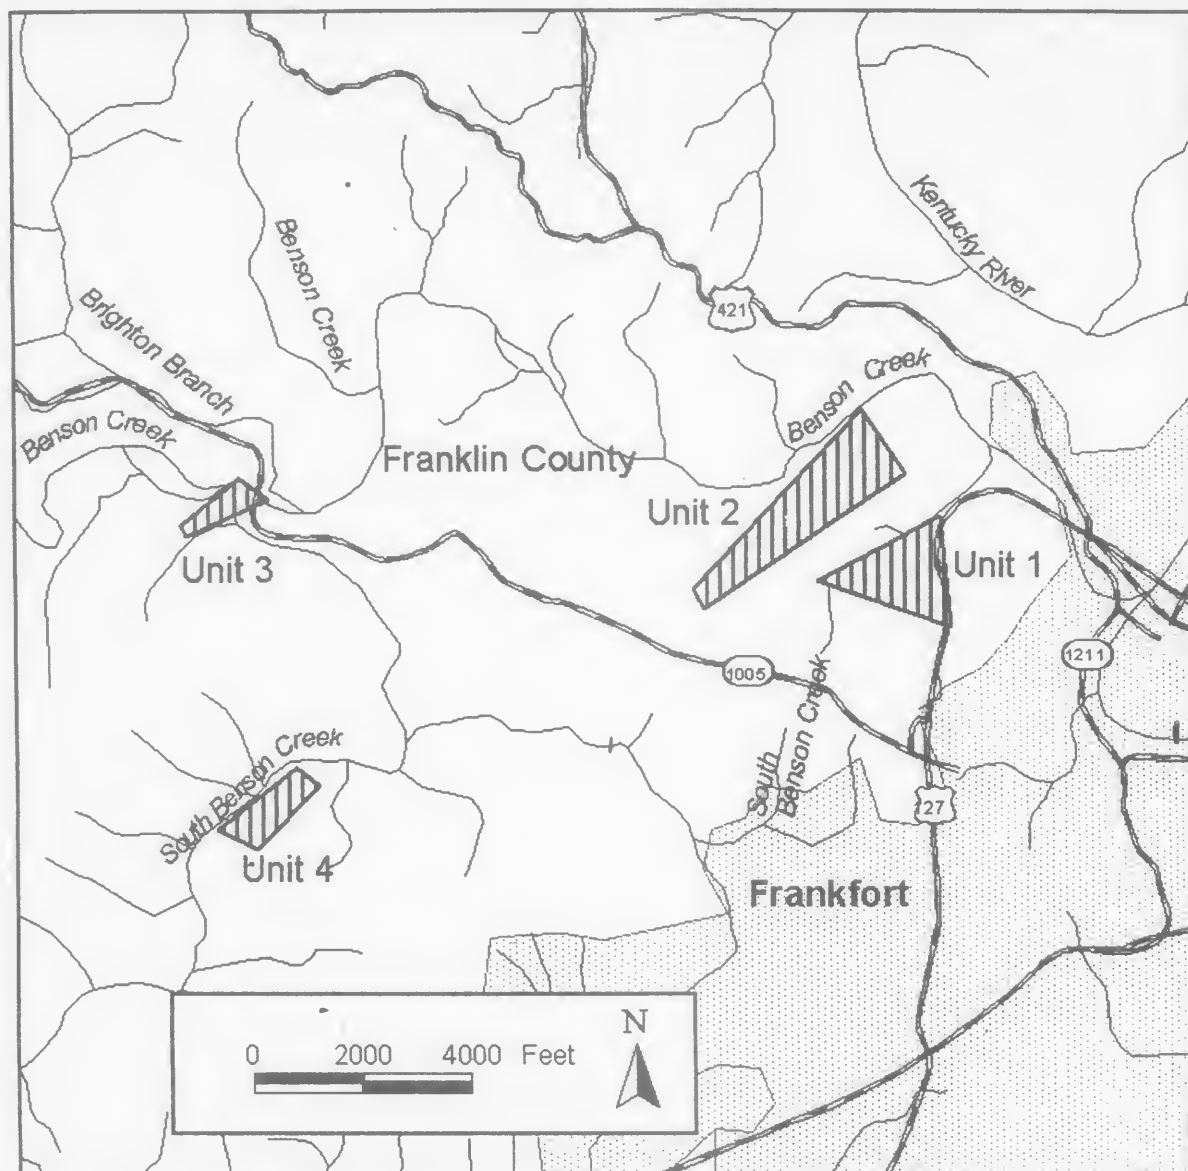 Kentucky River
Benson Creek
421
Brighton Branch
Benson Creek
Benson Creek
Franklin County
Unit 2
Unit 3
Unit 1
1211
1005
South
Benson Creek
South Benson Creek
127
Unit 4
Frankfort
N
0 2000 4000 Feet